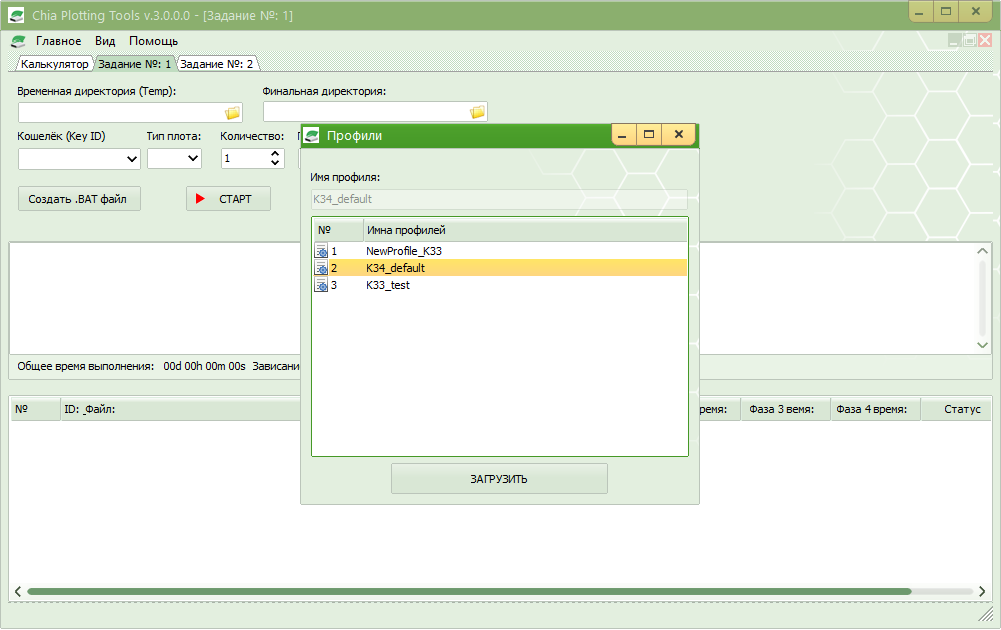 Chia Plotting Tools v.3.0.0.0 - [Задание №: 1]
Главное Вид Помощь
Калькулятор Задание №: 1 Задание №: 2
Временная директория (Temp): Финальная директория:
Кошелёк (Key ID) Тип плота: Количество:
1
Создать .BAT файл СТАРТ
Общее время выполнения: 00d 00h 00m 00s Зависани
№ ID: _Файл: ремя: Фаза 3 вемя: Фаза 4 время: Статус
Профили
Имя профиля:
K34_default
№ Имна профилей
1 NewProfile_K33
2 K34_default
3 K33_test
ЗАГРУЗИТЬ